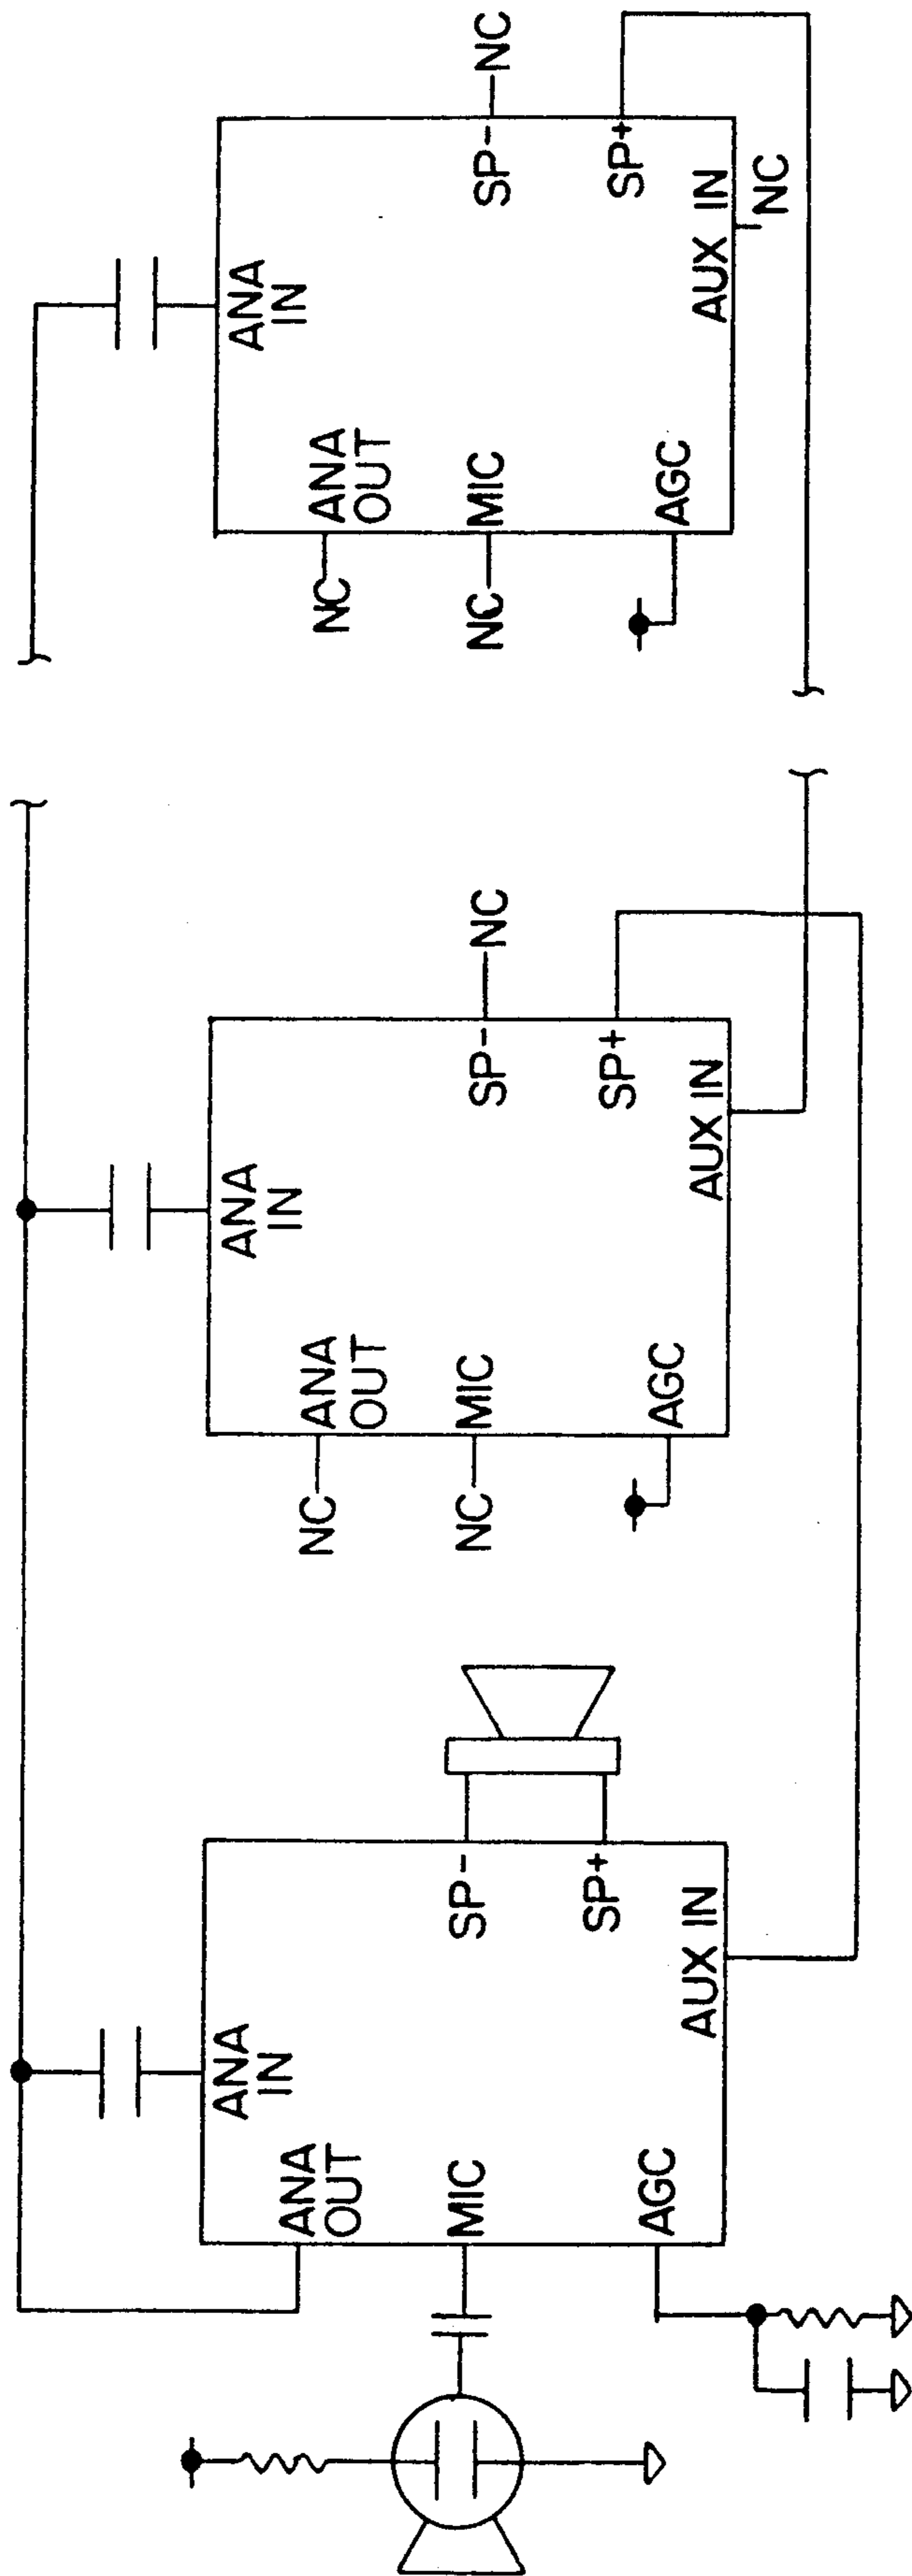 ANA
OUT
ANA
IN
MIC
AGC
SP-
SP+
AUX IN
NC
ANA
OUT
NC
MIC
AGC
ANA
IN
SP-
NC
SP+
AUX IN
NC
ANA
OUT
NC
MIC
AGC
ANA
IN
SP-
NC
SP+
AUX IN
NC